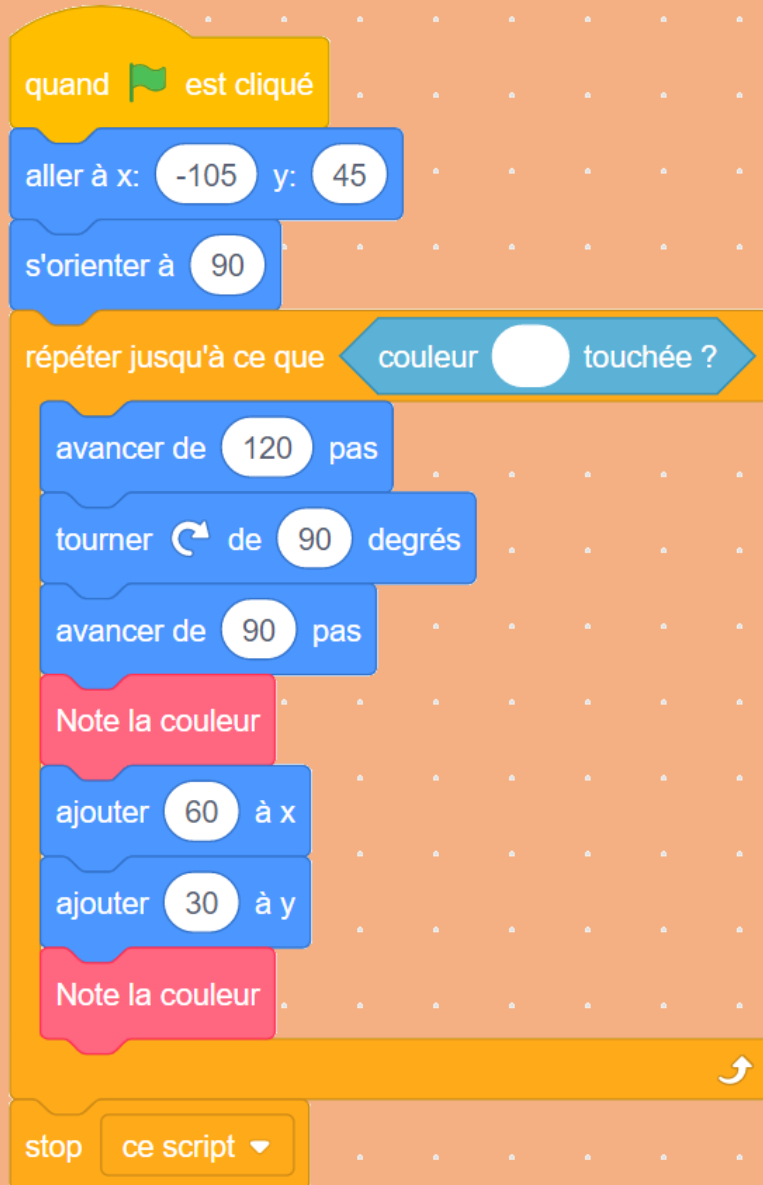 quand est cliqué
aller à x: -105 y: 45
s'orienter à 90
répéter jusqu'à ce que couleur touchée ?
avancer de 120 pas
tourner de 90 degrés
avancer de 90 pas
Note la couleur
ajouter 60 à x
ajouter 30 à y
Note la couleur
stop ce script